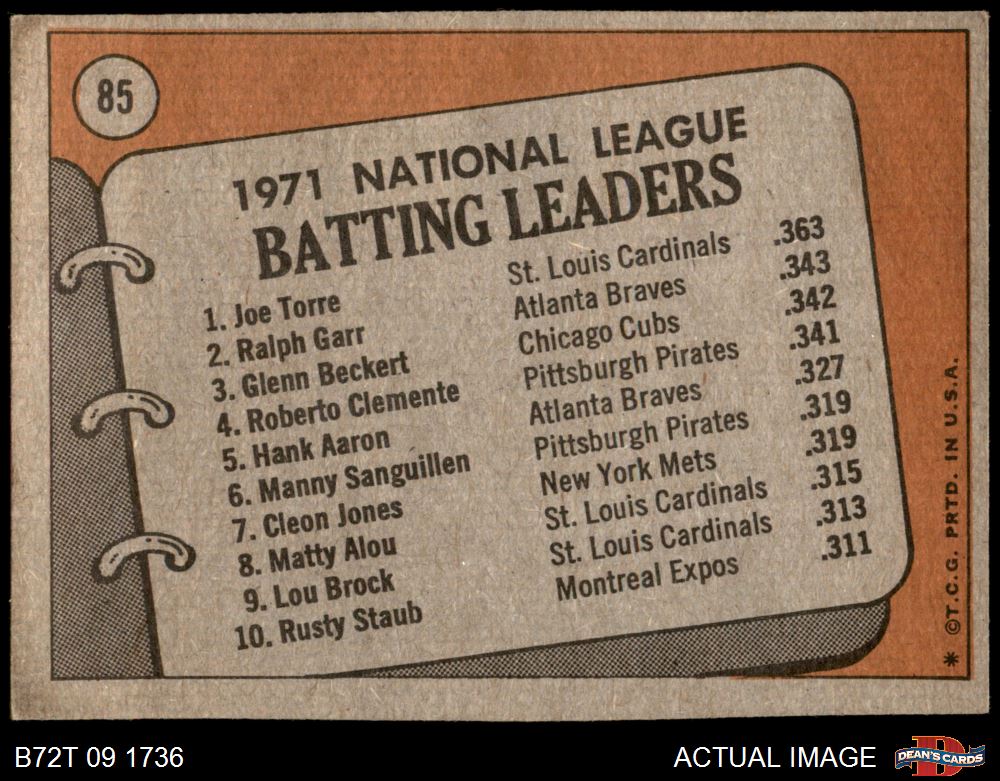 85
1971 NATIONAL LEAGUE
BATTING LEADERS
1. Joe Torre St. Louis Cardinals .363
2. Ralph Garr Atlanta Braves .343
3. Glenn Beckert Chicago Cubs .342
4. Roberto Clemente Pittsburgh Pirates .341
5. Hank Aaron Atlanta Braves .327
6. Manny Sanguillen Pittsburgh Pirates .319
7. Cleon Jones New York Mets .319
8. Matty Alou St. Louis Cardinals .315
9. Lou Brock St. Louis Cardinals .313
10. Rusty Staub Montreal Expos .311
* ©T.C.G. PRTD. IN U.S.A.
B72T 09 1736 ACTUAL IMAGE D DEAN'S CARDS